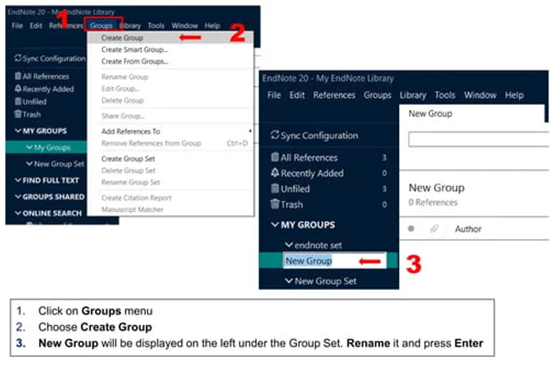 1
EndNote 20 - My EndNote Library
File Edit References Groups Library Tools Window Help
2
Sync Configuration
All References
Recently Added
Unfiled
Trash
MY GROUPS
My Groups
New Group Set
FIND FULL TEXT
GROUPS SHARED
ONLINE SEARCH
Create Group
Create Smart Group...
Create From Groups...
Rename Group
Edit Group...
Delete Group
Share Group...
Add References To
Remove References from Group Ctrl+D
Create Group Set
Delete Group Set
Rename Group Set
Create Citation Report
Manuscript Matcher
EndNote 20 - My EndNote Library
File Edit References Groups Library Tools Window Help
Sync Configuration
All References 3
Recently Added 0
Unfiled 3
Trash 0
MY GROUPS
endnote set
New Group
New Group Set
3
New Group
New Group
0 References
Author
1. Click on Groups menu
2. Choose Create Group
3. New Group will be displayed on the left under the Group Set. Rename it and press Enter